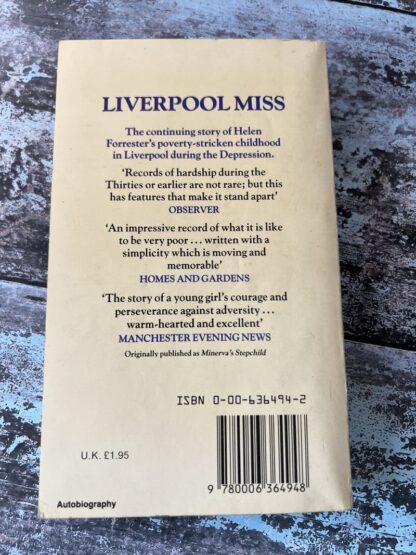 LIVERPOOL MISS
The continuing story of Helen
Forrester's poverty-stricken childhood
in Liverpool during the Depression.
‘Records of hardship during the
Thirties or earlier are not rare; but this
has features that make it stand apart’
OBSERVER
‘An impressive record of what it is like
to be very poor ... written with a
simplicity which is moving and
memorable’
HOMES AND GARDENS
‘The story of a young girl's courage and
perseverance against adversity ...
warm-hearted and excellent’
MANCHESTER EVENING NEWS
Originally published as Minerva's Stepchild
ISBN 0-00-636494-2
U.K. £1.95
9 780006 364948
Autobiography